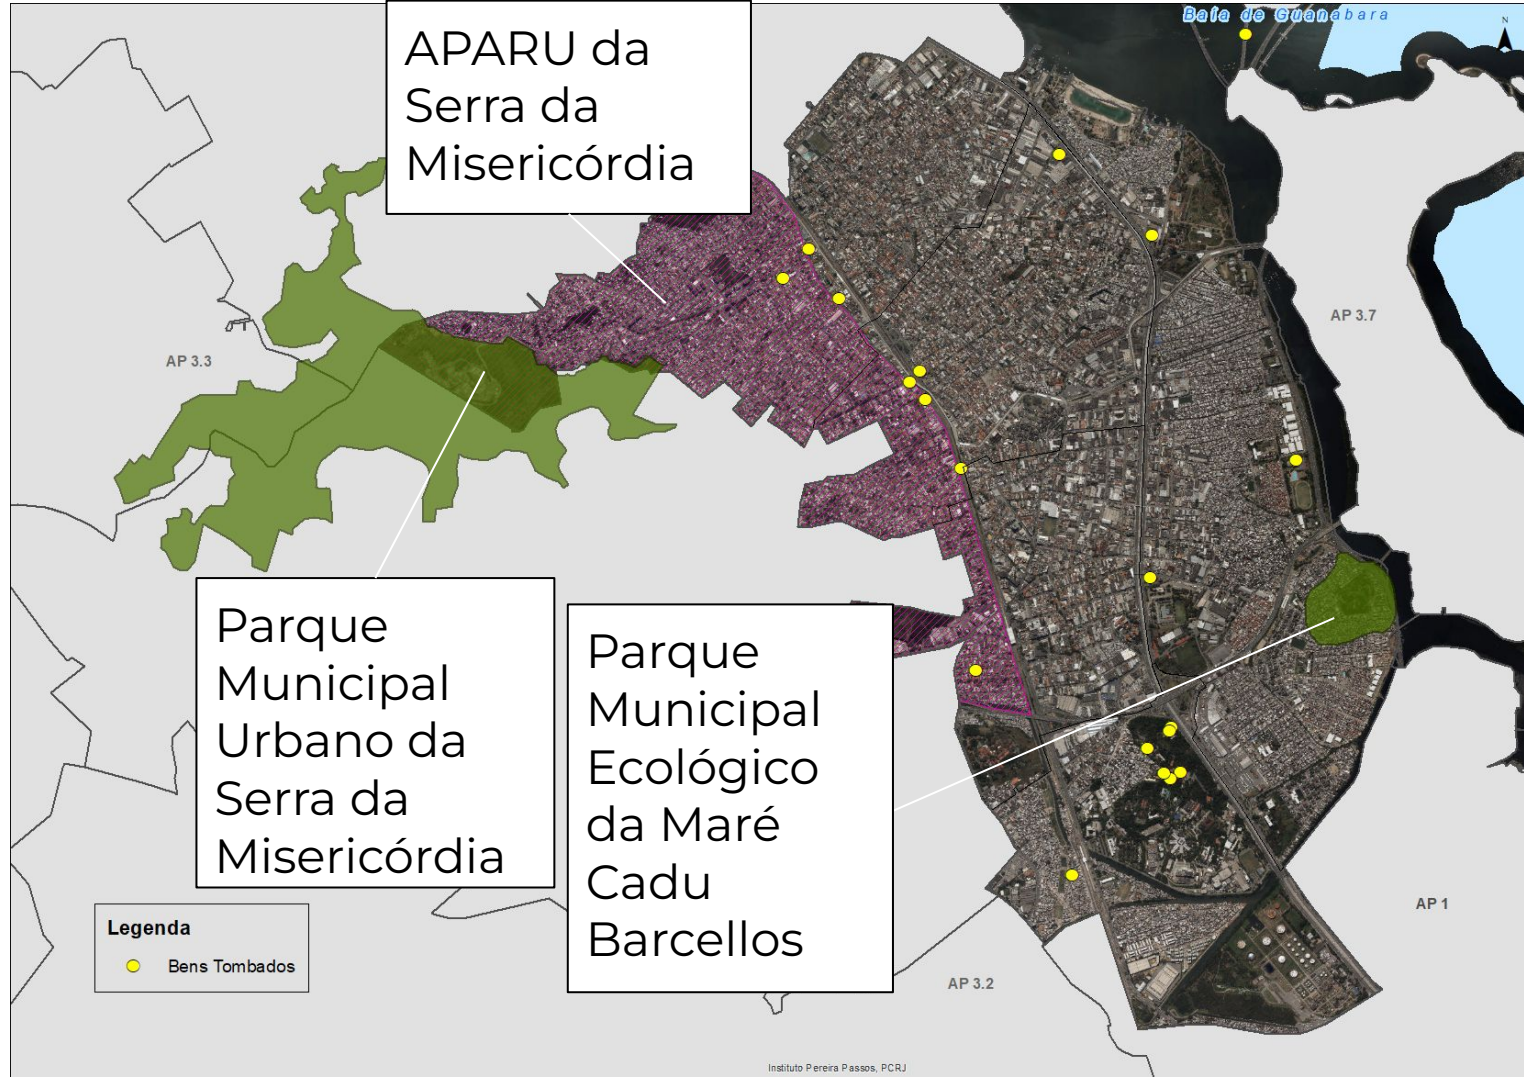 Baía de Guanabara
N
APARU da
Serra da
Misericórdia
AP 3.7
AP 3.3
Parque
Municipal
Urbano da
Serra da
Misericórdia
Parque
Municipal
Ecológico
da Maré
Cadu
Barcellos
AP 1
AP 3.2
Legenda
Bens Tombados
Instituto Pereira Passos, PCRJ